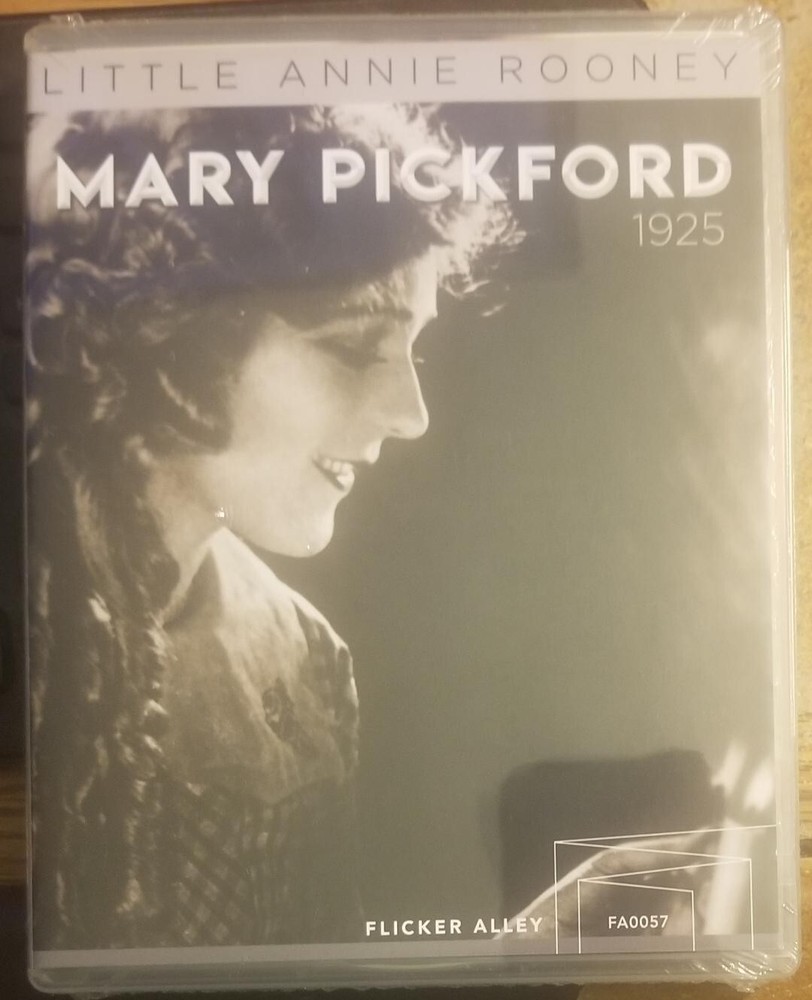 LITTLE ANNIE ROONEY
MARY PICKFORD
1925
FLICKER ALLEY
FA0057